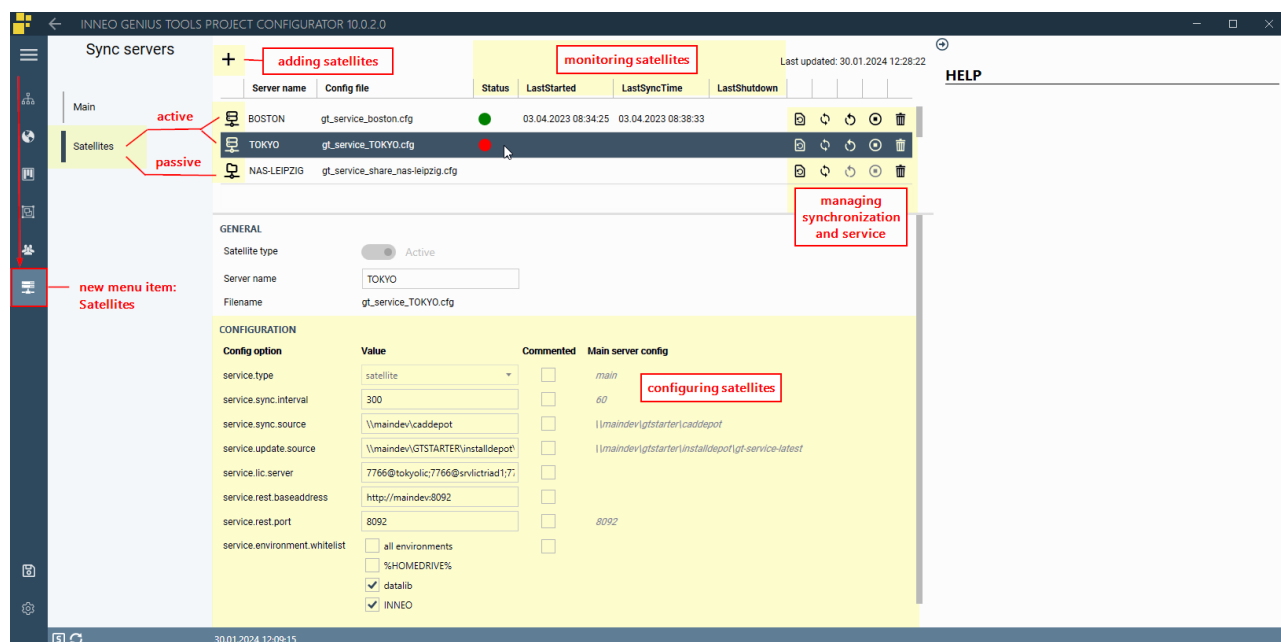 INNEO GENIUS TOOLS PROJECT CONFIGURATOR 10.0.2.0
Sync servers
adding satellites
monitoring satellites
Last updated: 30.01.2024 12:28:22
HELP
Server name Config file Status LastStarted LastSyncTime LastShutdown
Main
active
BOSTON gt_service_boston.cfg 03.04.2023 08:34:25 03.04.2023 08:38:33
Satellites
TOKYO gt_service_TOKYO.cfg
passive
NAS-LEIPZIG gt_service_share_nas-leipzig.cfg
managing
synchronization
and service
GENERAL
Satellite type Active
Server name TOKYO
new menu item:
Satellites
Filename gt_service_TOKYO.cfg
CONFIGURATION
Config option Value Commented Main server config
service.type satellite main
configuring satellites
service.sync.interval 300 60
service.sync.source \\maindev\caddepot \\maindev\gtstarter\caddepot
service.update.source \\maindev\GTSTARTER\installdepot\ \\maindev\gtstarter\installdepot\gt-service-latest
service.lic.server 7766@tokyolic;7766@srvlictriad1;77
service.rest.baseaddress http://maindev:8092
service.rest.port 8092 8092
service.environment.whitelist all environments
%HOMEDRIVE%
datalib
INNEO
30.01.2024 12:09:15